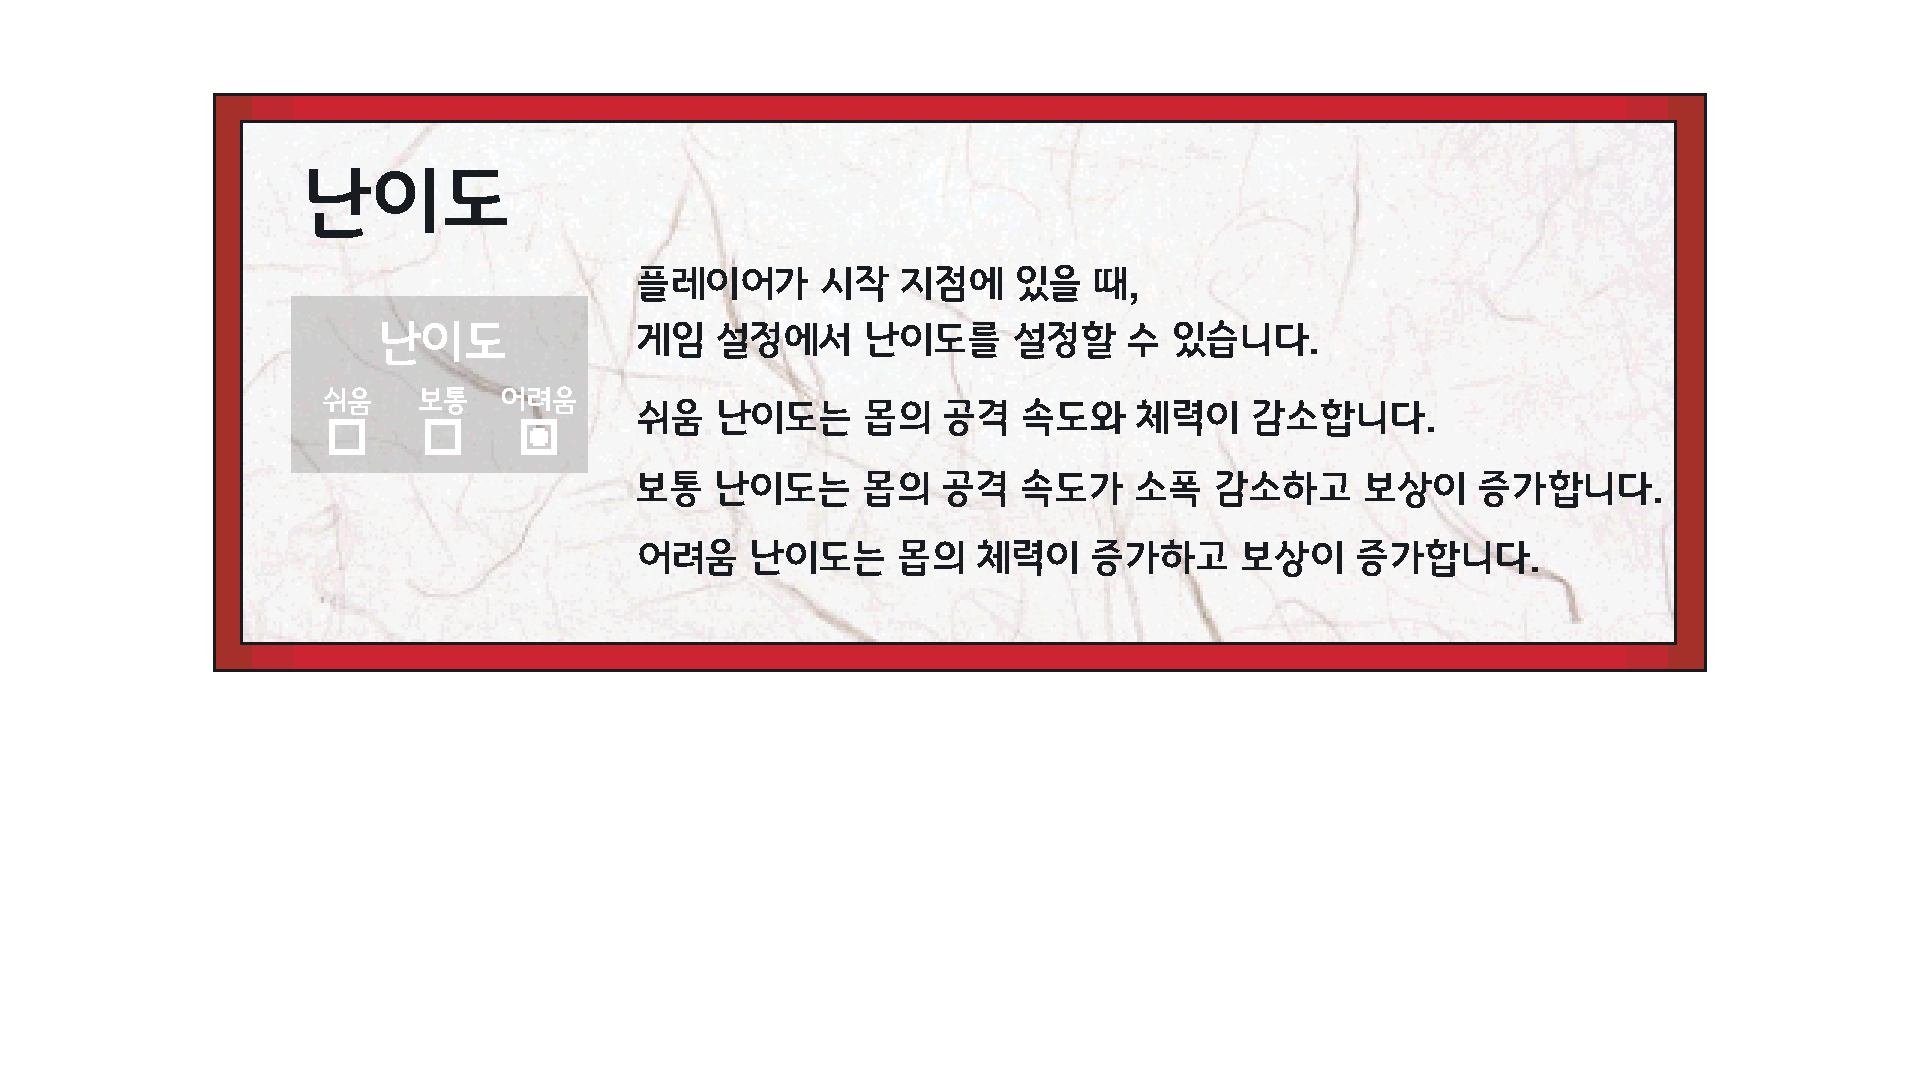 난이도
난이도
쉬움 보통 어려움
플레이어가 시작 지점에 있을 때,
게임 설정에서 난이도를 설정할 수 있습니다.
쉬움 난이도는 몹의 공격 속도와 체력이 감소합니다.
보통 난이도는 몹의 공격 속도가 소폭 감소하고 보상이 증가합니다.
어려움 난이도는 몹의 체력이 증가하고 보상이 증가합니다.